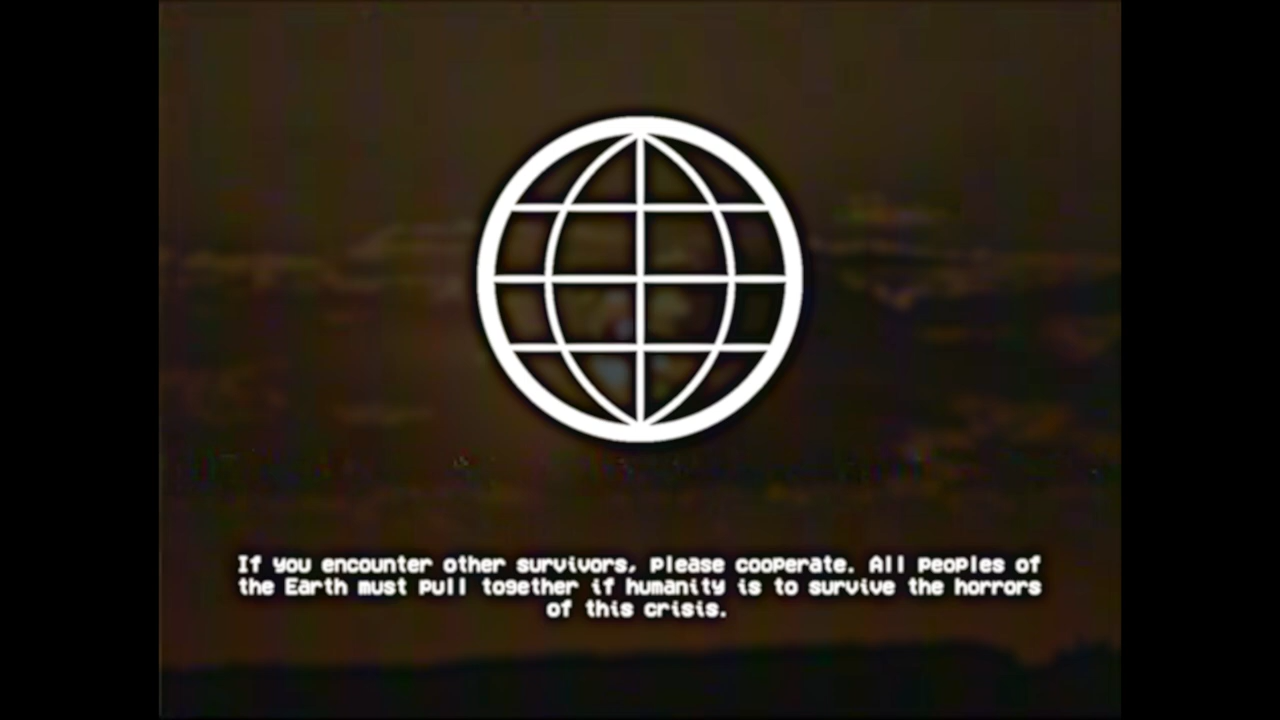 If you encounter other survivors, please cooperate. All peoples of
the Earth must pull together if humanity is to survive the horrors
of this crisis.